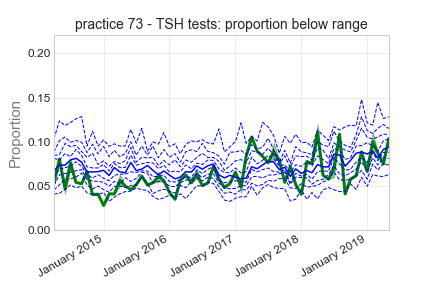 practice 73 - TSH tests: proportion below range
Proportion
0.20
0.15
0.10
0.05
0.00
January 2015
January 2016
January 2017
January 2018
January 2019